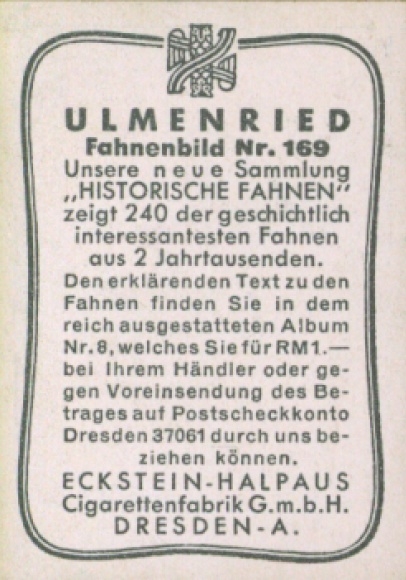 ULMENRIED
Fahnenbild Nr. 169
Unsere neue Sammlung
„HISTORISCHE FAHNEN“
zeigt 240 der geschichtlich
interessantesten Fahnen
aus 2 Jahrtausenden.
Den erklärenden Text zu den
Fahnen finden Sie in dem
reich ausgestatteten Album
Nr. 8, welches Sie für RM 1.—
bei Ihrem Händler oder ge-
gen Voreinsendung des Be-
trages auf Postscheckkonto
Dresden 37061 durch uns be-
ziehen können.
ECKSTEIN-HALPAUS
Cigarettenfabrik G.m.b.H.
DRESDEN-A.